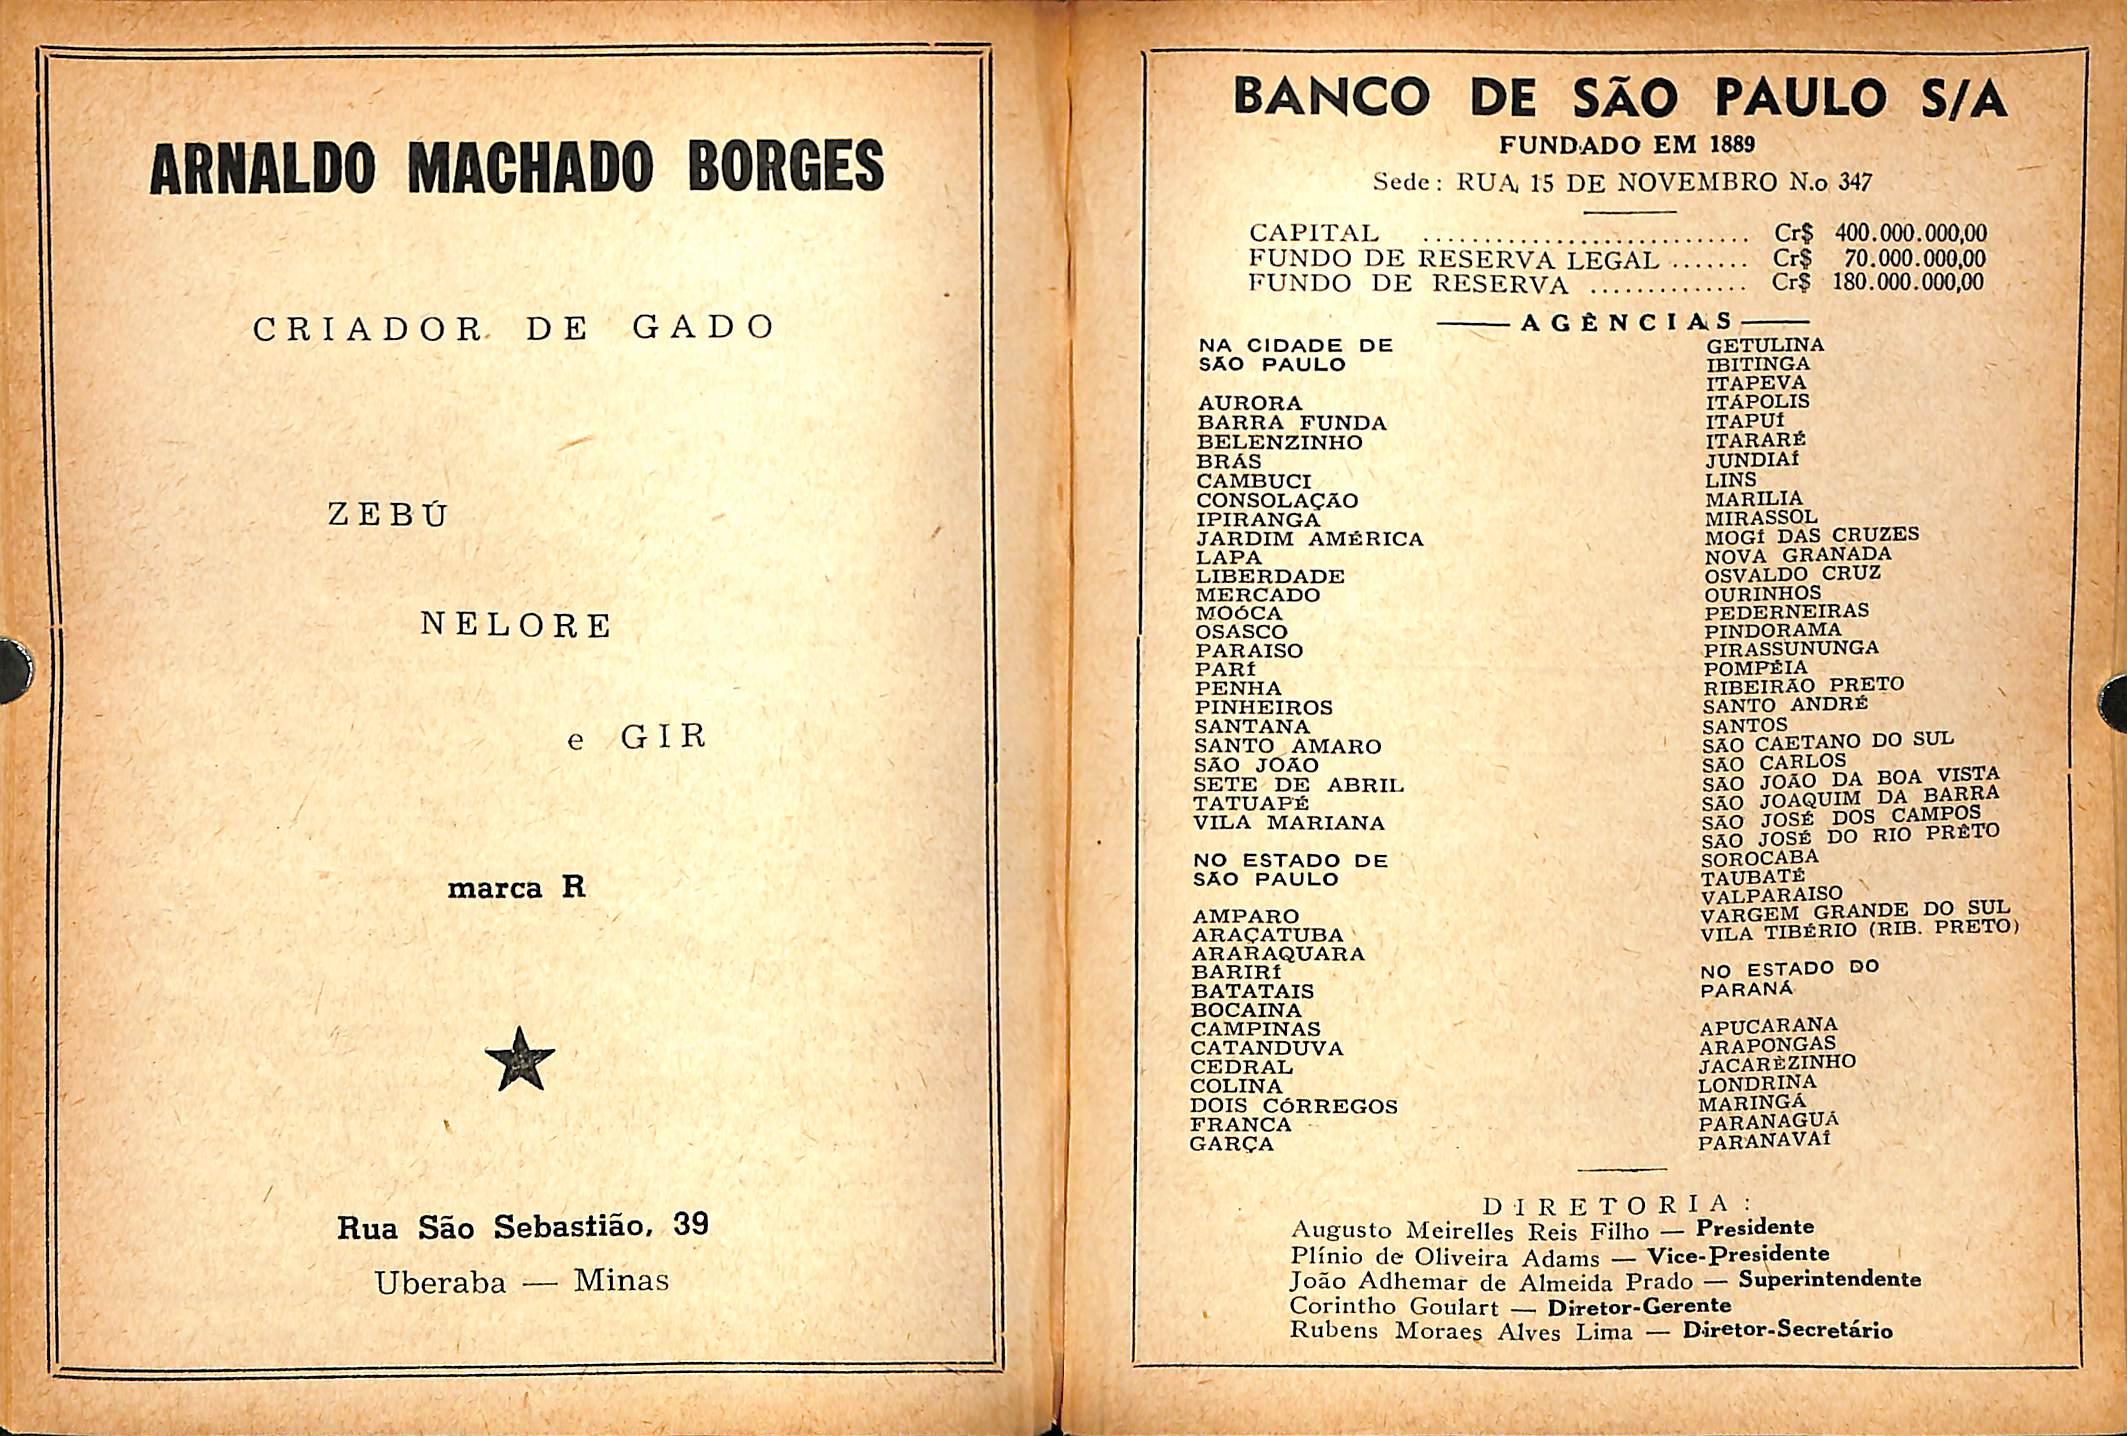 ARNALDO MACHADO BORGES
CRIADOR DE GADO
ZEBÚ
NELORE
e GIR
marca R
Rua São Sebastião, 39
Uberaba — Minas
BANCO DE SÃO PAULO S/A
FUNDADO EM 1889
Sede: RUA 15 DE NOVEMBRO N.o 347
CAPITAL ........................... Cr$ 400.000.000,00
FUNDO DE RESERVA LEGAL ....... Cr$ 70.000.000,00
FUNDO DE RESERVA .............. Cr$ 180.000.000,00
AGÊNCIAS
NA CIDADE DE
SÃO PAULO
AURORA
BARRA FUNDA
BELENZINHO
BRÁS
CAMBUCI
CONSOLAÇÃO
IPIRANGA
JARDIM AMÉRICA
LAPA
LIBERDADE
MERCADO
MOÓCA
OSASCO
PARAISO
PARÍ
PENHA
PINHEIROS
SANTANA
SANTO AMARO
SÃO JOÃO
SETE DE ABRIL
TATUAPÉ
VILA MARIANA
NO ESTADO DE
SÃO PAULO
AMPARO
ARAÇATUBA
ARARAQUARA
BARIRÍ
BATATAIS
BOCAINA
CAMPINAS
CATANDUVA
CEDRAL
COLINA
DOIS CÓRREGOS
FRANCA
GARÇA
GETULINA
IBITINGA
ITAPEVA
ITÁPOLIS
ITAPUÍ
ITARARÉ
JUNDIAÍ
LINS
MARILIA
MIRASSOL
MOGÍ DAS CRUZES
NOVA GRANADA
OSVALDO CRUZ
OURINHOS
PEDERNEIRAS
PINDORAMA
PIRASSUNUNGA
POMPÉIA
RIBEIRÃO PRETO
SANTO ANDRÉ
SANTOS
SÃO CAETANO DO SUL
SÃO CARLOS
SÃO JOÃO DA BOA VISTA
SÃO JOAQUIM DA BARRA
SÃO JOSÉ DOS CAMPOS
SÃO JOSÉ DO RIO PRÊTO
SOROCABA
TAUBATÉ
VALPARAISO
VARGEM GRANDE DO SUL
VILA TIBÉRIO (RIB. PRETO)
NO ESTADO DO
PARANÁ
APUCARANA
ARAPONGAS
JACARÈZINHO
LONDRINA
MARINGÁ
PARANAGUÁ
PARANAVAÍ
DIRETORIA:
Augusto Meirelles Reis Filho — Presidente
Plínio de Oliveira Adams — Vice-Presidente
João Adhemar de Almeida Prado — Superintendente
Corintho Goulart — Diretor-Gerente
Rubens Moraes Alves Lima — Diretor-Secretário